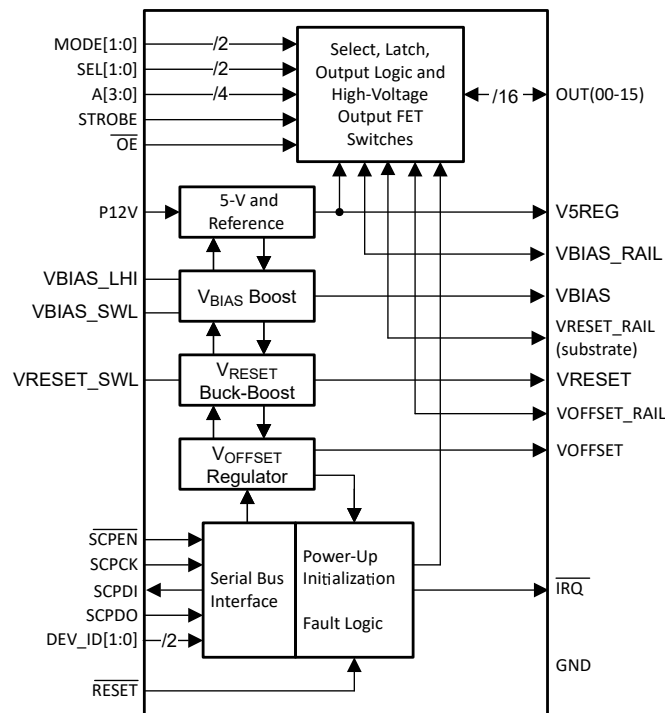 MODE[1:0]
/2
SEL[1:0]
/2
A[3:0]
/4
STROBE
OE
Select, Latch,
Output Logic and
High-Voltage
Output FET
Switches
/16
OUT(00-15)
P12V
5-V and
Reference
V5REG
VBIAS_RAIL
VBIAS_LHI
VBIAS_SWL
VBIAS Boost
VBIAS
VRESET_RAIL
(substrate)
VRESET_SWL
VRESET
Buck-Boost
VRESET
VOFFSET_RAIL
VOFFSET
Regulator
VOFFSET
SCPEN
SCPCK
SCPDI
SCPDO
DEV_ID[1:0]
/2
Serial Bus
Interface
Power-Up
Initialization
Fault Logic
IRQ
GND
RESET